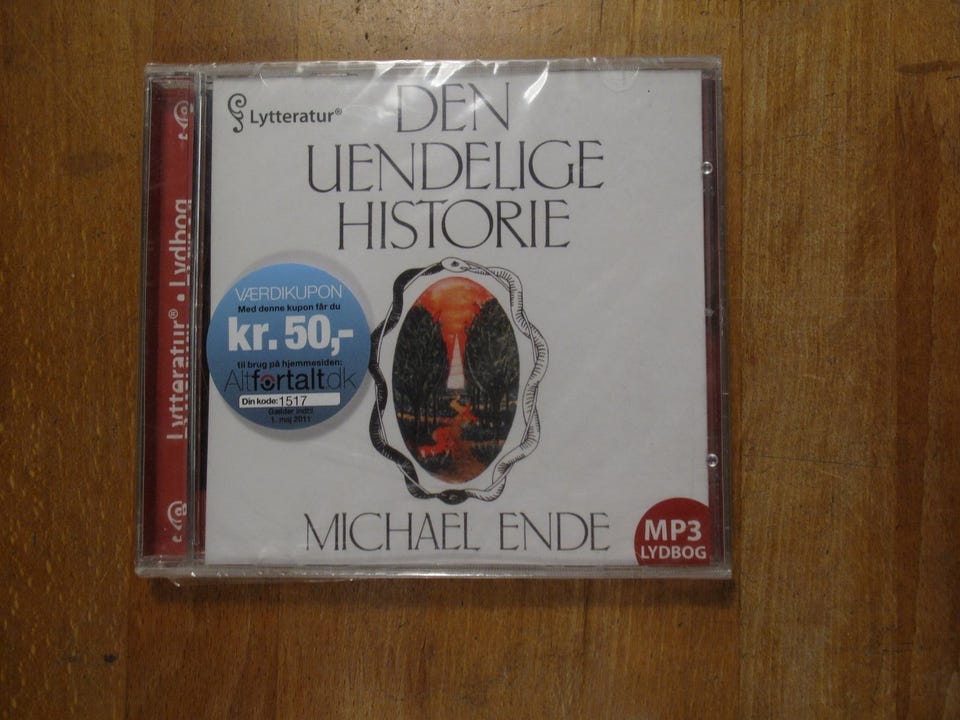 Lytteratur®
DEN
UENDELIGE
HISTORIE
VÆRDIKUPON
Med denne kupon får du
kr. 50,-
til brug på hjemmesiden:
Altfortalt.dk
Din kode: 1517
Gælder indtil
1. maj 2011
MICHAEL ENDE
MP3
LYDBOG
Lytteratur® • Lydbog